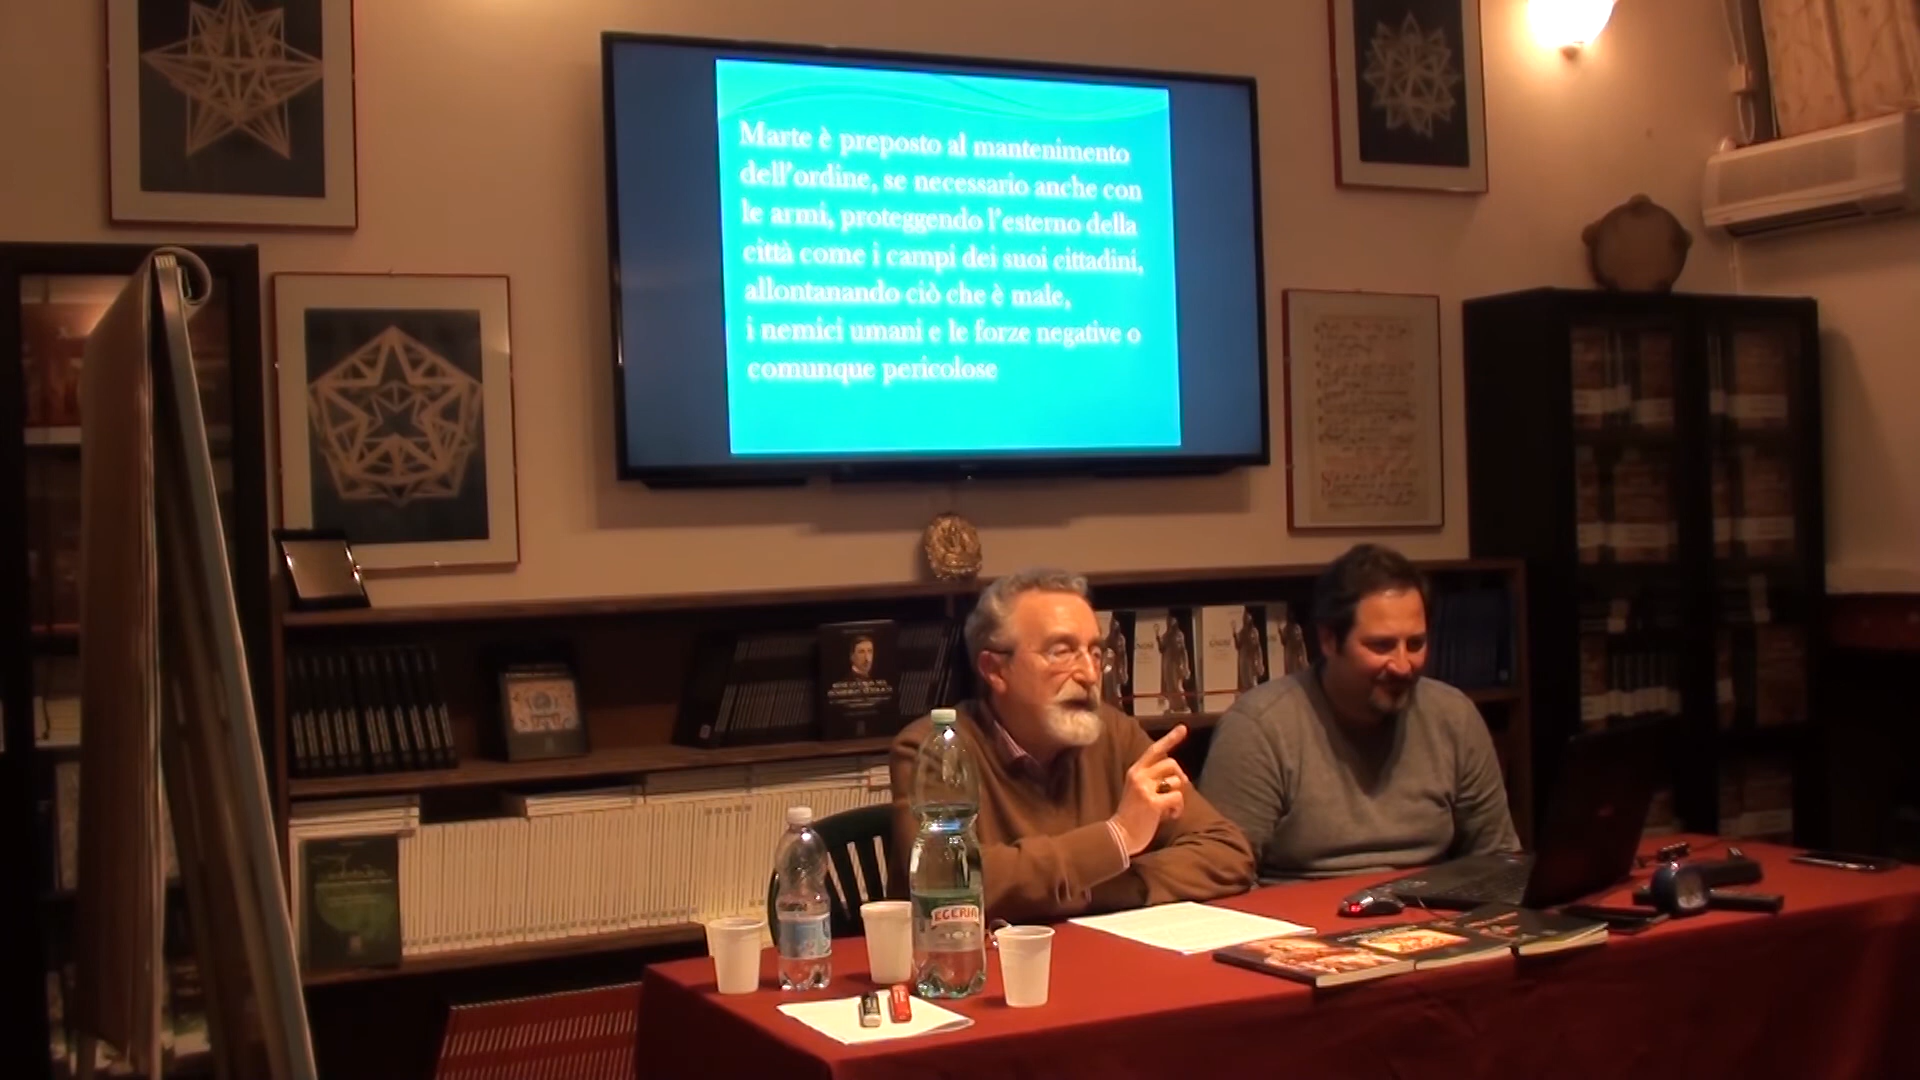 Marte è preposto al mantenimento
dell'ordine, se necessario anche con
le armi, proteggendo l'esterno della
città come i campi dei suoi cittadini,
allontanando ciò che è male,
i nemici umani e le forze negative o
comunque pericolose
EGERIA